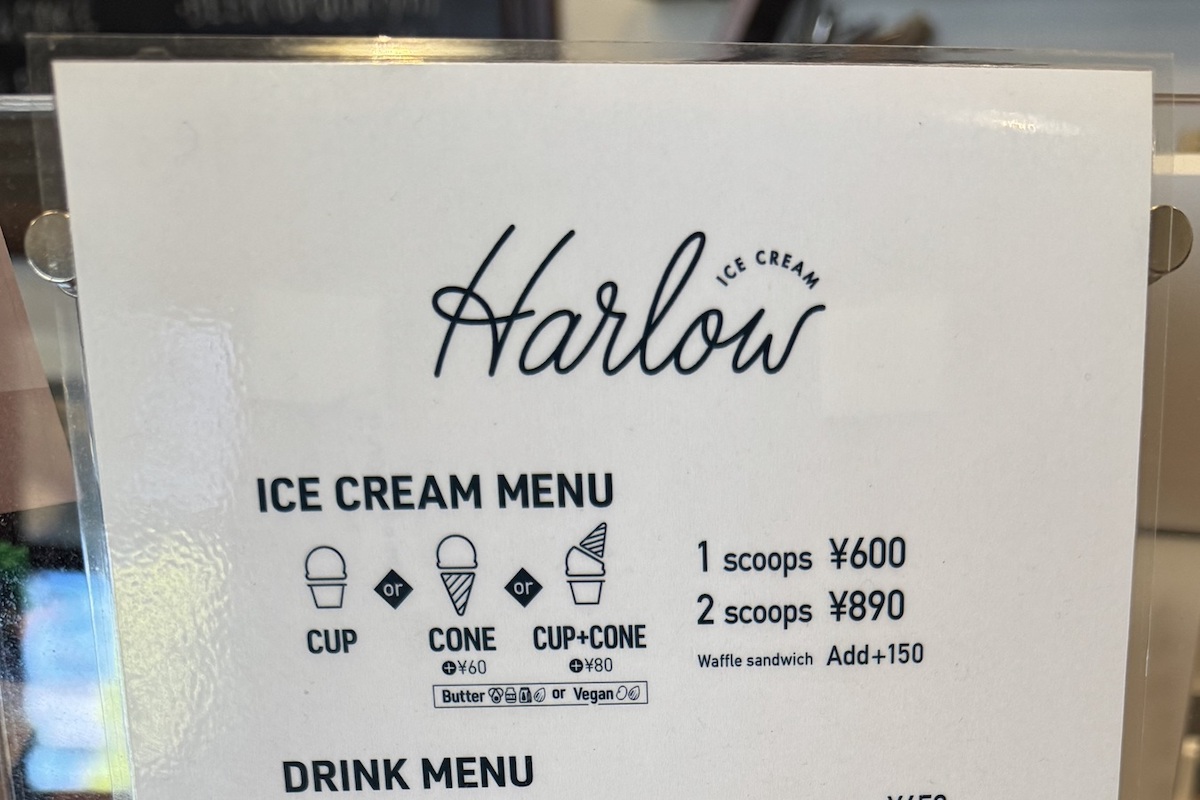 Harlow
ICE CREAM
ICE CREAM MENU
or or
CUP CONE CUP+CONE
+¥60 +¥80
Butter or Vegan
1 scoops ¥600
2 scoops ¥890
Waffle sandwich Add+150
DRINK MENU